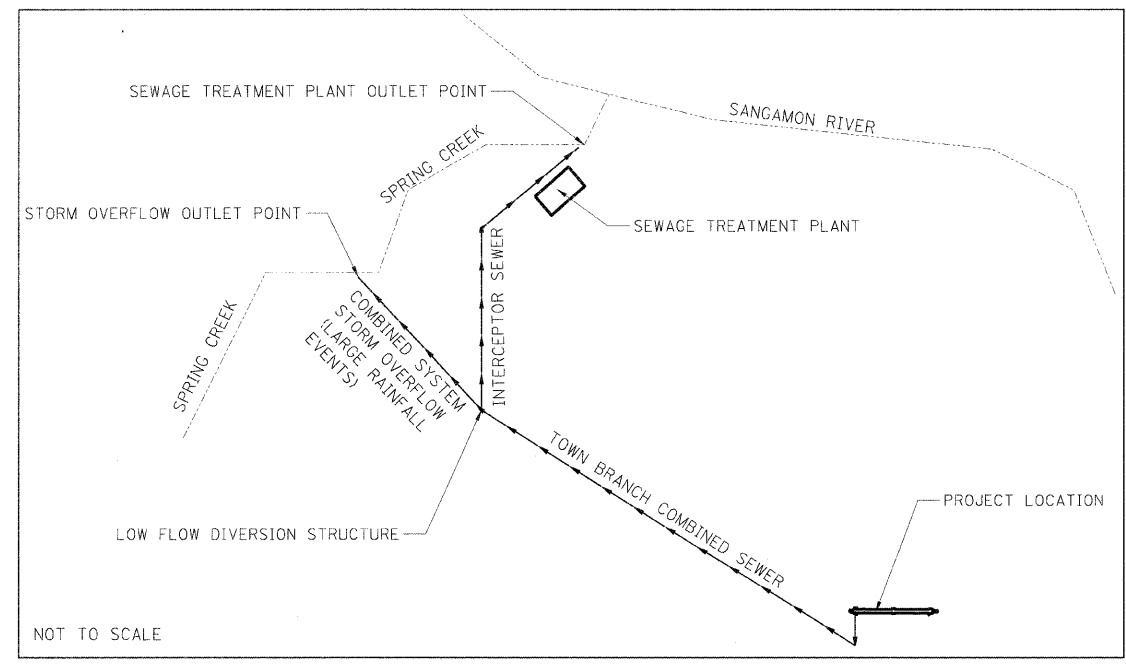 SEWAGE TREATMENT PLANT OUTLET POINT
SANGAMON RIVER
SPRING CREEK
STORM OVERFLOW OUTLET POINT
SEWAGE TREATMENT PLANT
INTERCEPTOR SEWER
COMBINED SYSTEM
STORM OVERFLOW
(LARGE RAINFALL
EVENTS)
SPRING CREEK
TOWN BRANCH COMBINED SEWER
PROJECT LOCATION
LOW FLOW DIVERSION STRUCTURE
NOT TO SCALE